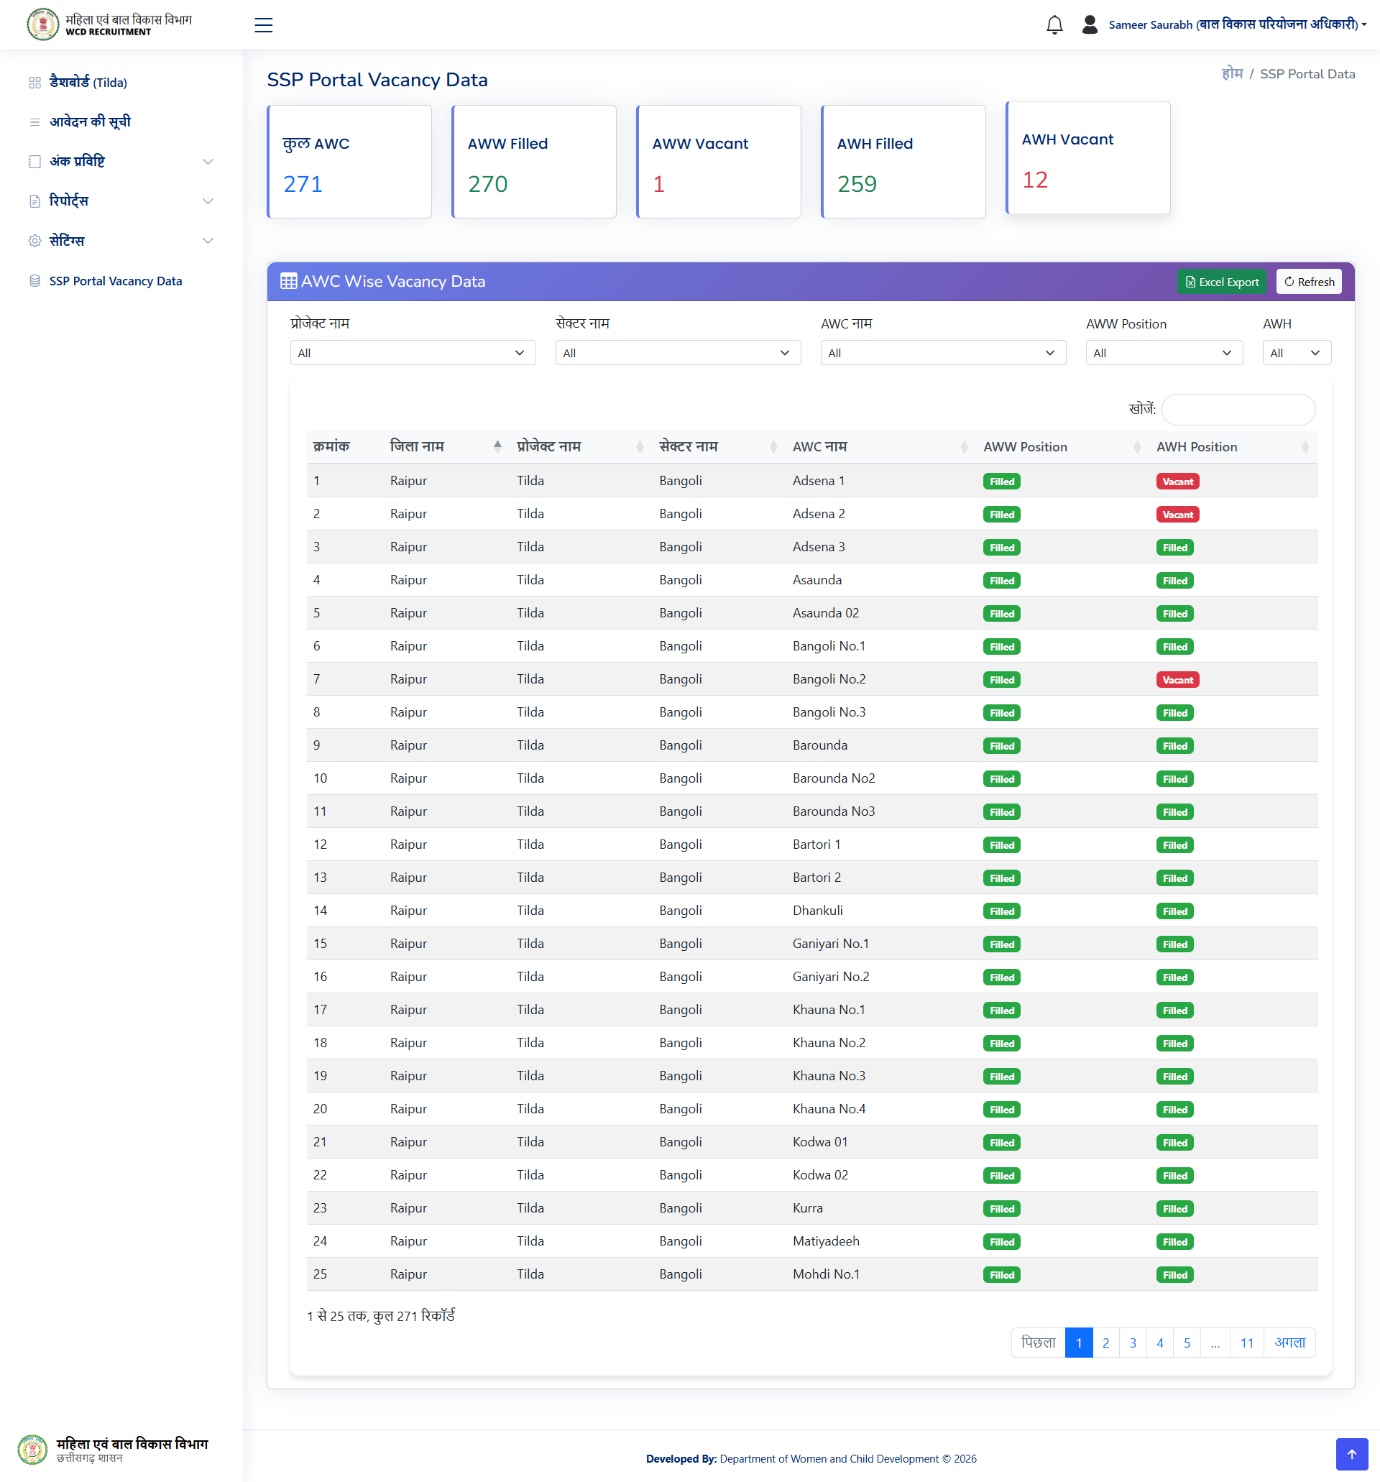 महिला एवं बाल विकास विभाग
WCD RECRUITMENT
Sameer Saurabh (बाल विकास परियोजना अधिकारी)
डैशबोर्ड (Tilda)
आवेदन की सूची
अंक प्रविष्टि
रिपोर्ट्स
सेटिंग्स
SSP Portal Vacancy Data
SSP Portal Vacancy Data
होम / SSP Portal Data
कुल AWC AWW Filled AWW Vacant AWH Filled AWH Vacant
271 270 1 259 12
AWC Wise Vacancy Data Excel Export Refresh
प्रोजेक्ट नाम सेक्टर नाम AWC नाम AWW Position AWH
All All All All All
खोजें:
क्रमांक जिला नाम प्रोजेक्ट नाम सेक्टर नाम AWC नाम AWW Position AWH Position
1 Raipur Tilda Bangoli Adsena 1 Filled Vacant
2 Raipur Tilda Bangoli Adsena 2 Filled Vacant
3 Raipur Tilda Bangoli Adsena 3 Filled Filled
4 Raipur Tilda Bangoli Asaunda Filled Filled
5 Raipur Tilda Bangoli Asaunda 02 Filled Filled
6 Raipur Tilda Bangoli Bangoli No.1 Filled Filled
7 Raipur Tilda Bangoli Bangoli No.2 Filled Vacant
8 Raipur Tilda Bangoli Bangoli No.3 Filled Filled
9 Raipur Tilda Bangoli Barounda Filled Filled
10 Raipur Tilda Bangoli Barounda No2 Filled Filled
11 Raipur Tilda Bangoli Barounda No3 Filled Filled
12 Raipur Tilda Bangoli Bartori 1 Filled Filled
13 Raipur Tilda Bangoli Bartori 2 Filled Filled
14 Raipur Tilda Bangoli Dhankuli Filled Filled
15 Raipur Tilda Bangoli Ganiyari No.1 Filled Filled
16 Raipur Tilda Bangoli Ganiyari No.2 Filled Filled
17 Raipur Tilda Bangoli Khauna No.1 Filled Filled
18 Raipur Tilda Bangoli Khauna No.2 Filled Filled
19 Raipur Tilda Bangoli Khauna No.3 Filled Filled
20 Raipur Tilda Bangoli Khauna No.4 Filled Filled
21 Raipur Tilda Bangoli Kodwa 01 Filled Filled
22 Raipur Tilda Bangoli Kodwa 02 Filled Filled
23 Raipur Tilda Bangoli Kurra Filled Filled
24 Raipur Tilda Bangoli Matiyadeeh Filled Filled
25 Raipur Tilda Bangoli Mohdi No.1 Filled Filled
1 से 25 तक, कुल 271 रिकॉर्ड
पिछला 1 2 3 4 5 ... 11 अगला
महिला एवं बाल विकास विभाग
छत्तीसगढ़ शासन
Developed By: Department of Women and Child Development © 2026